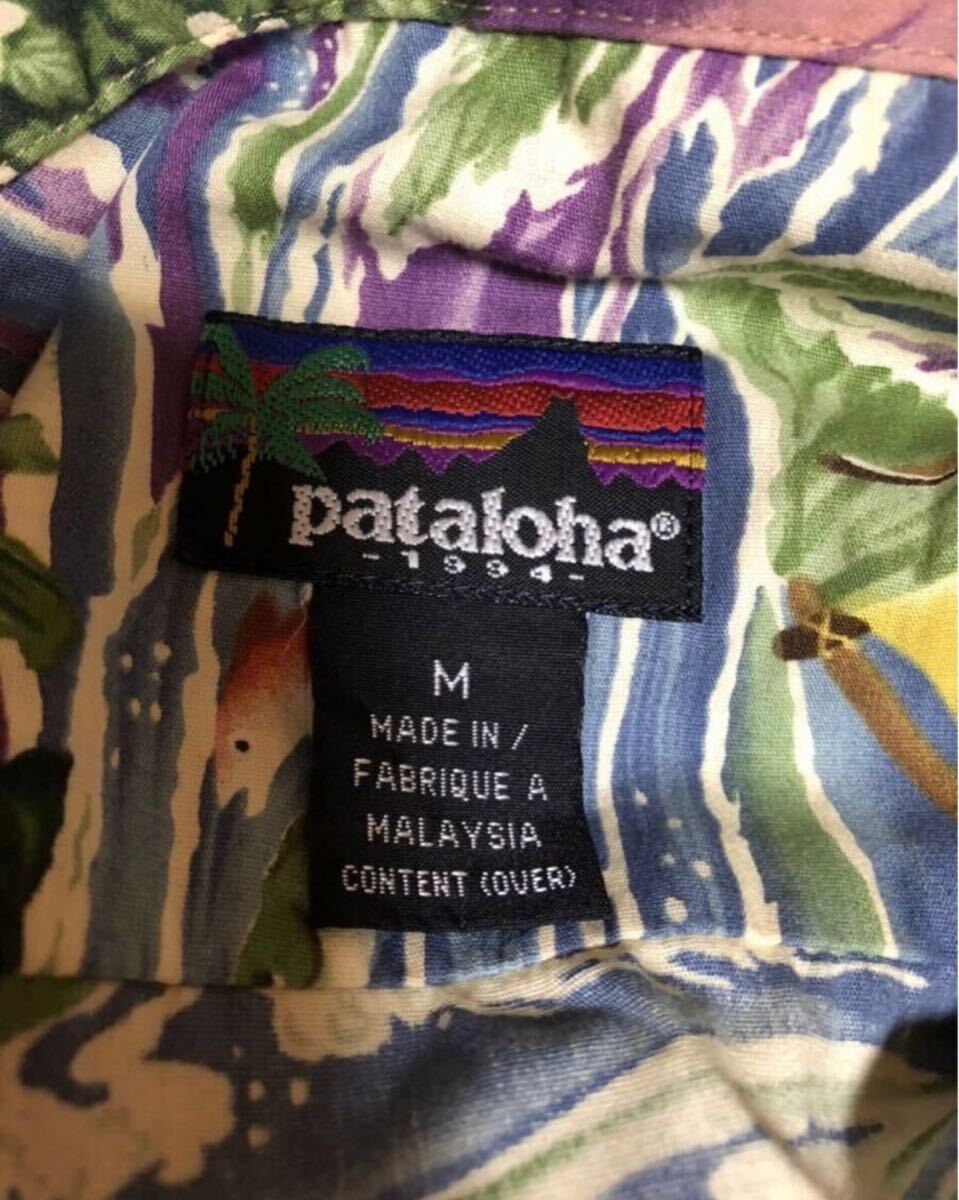 pataloha®
-1994-
M
MADE IN /
FABRIQUE A
MALAYSIA
CONTENT (OVER)